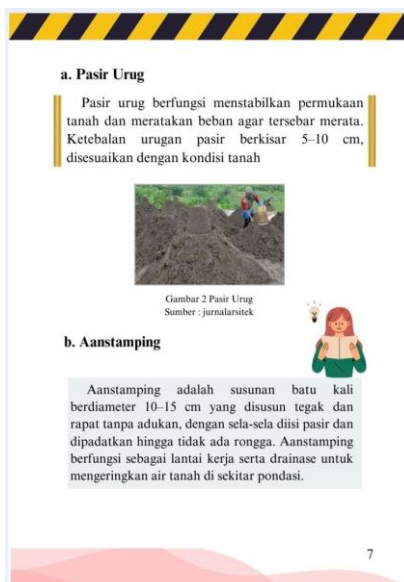 a. Pasir Urug
Pasir urug berfungsi menstabilkan permukaan
tanah dan meratakan beban agar tersebar merata.
Ketebalan urugan pasir berkisar 5–10 cm,
disesuaikan dengan kondisi tanah
Gambar 2 Pasir Urug
Sumber : jurnalarsitek
b. Aanstamping
Aanstamping adalah susunan batu kali
berdiameter 10–15 cm yang disusun tegak dan
rapat tanpa adukan, dengan sela-sela diisi pasir dan
dipadatkan hingga tidak ada rongga. Aanstamping
berfungsi sebagai lantai kerja serta drainase untuk
mengeringkan air tanah di sekitar pondasi.
7